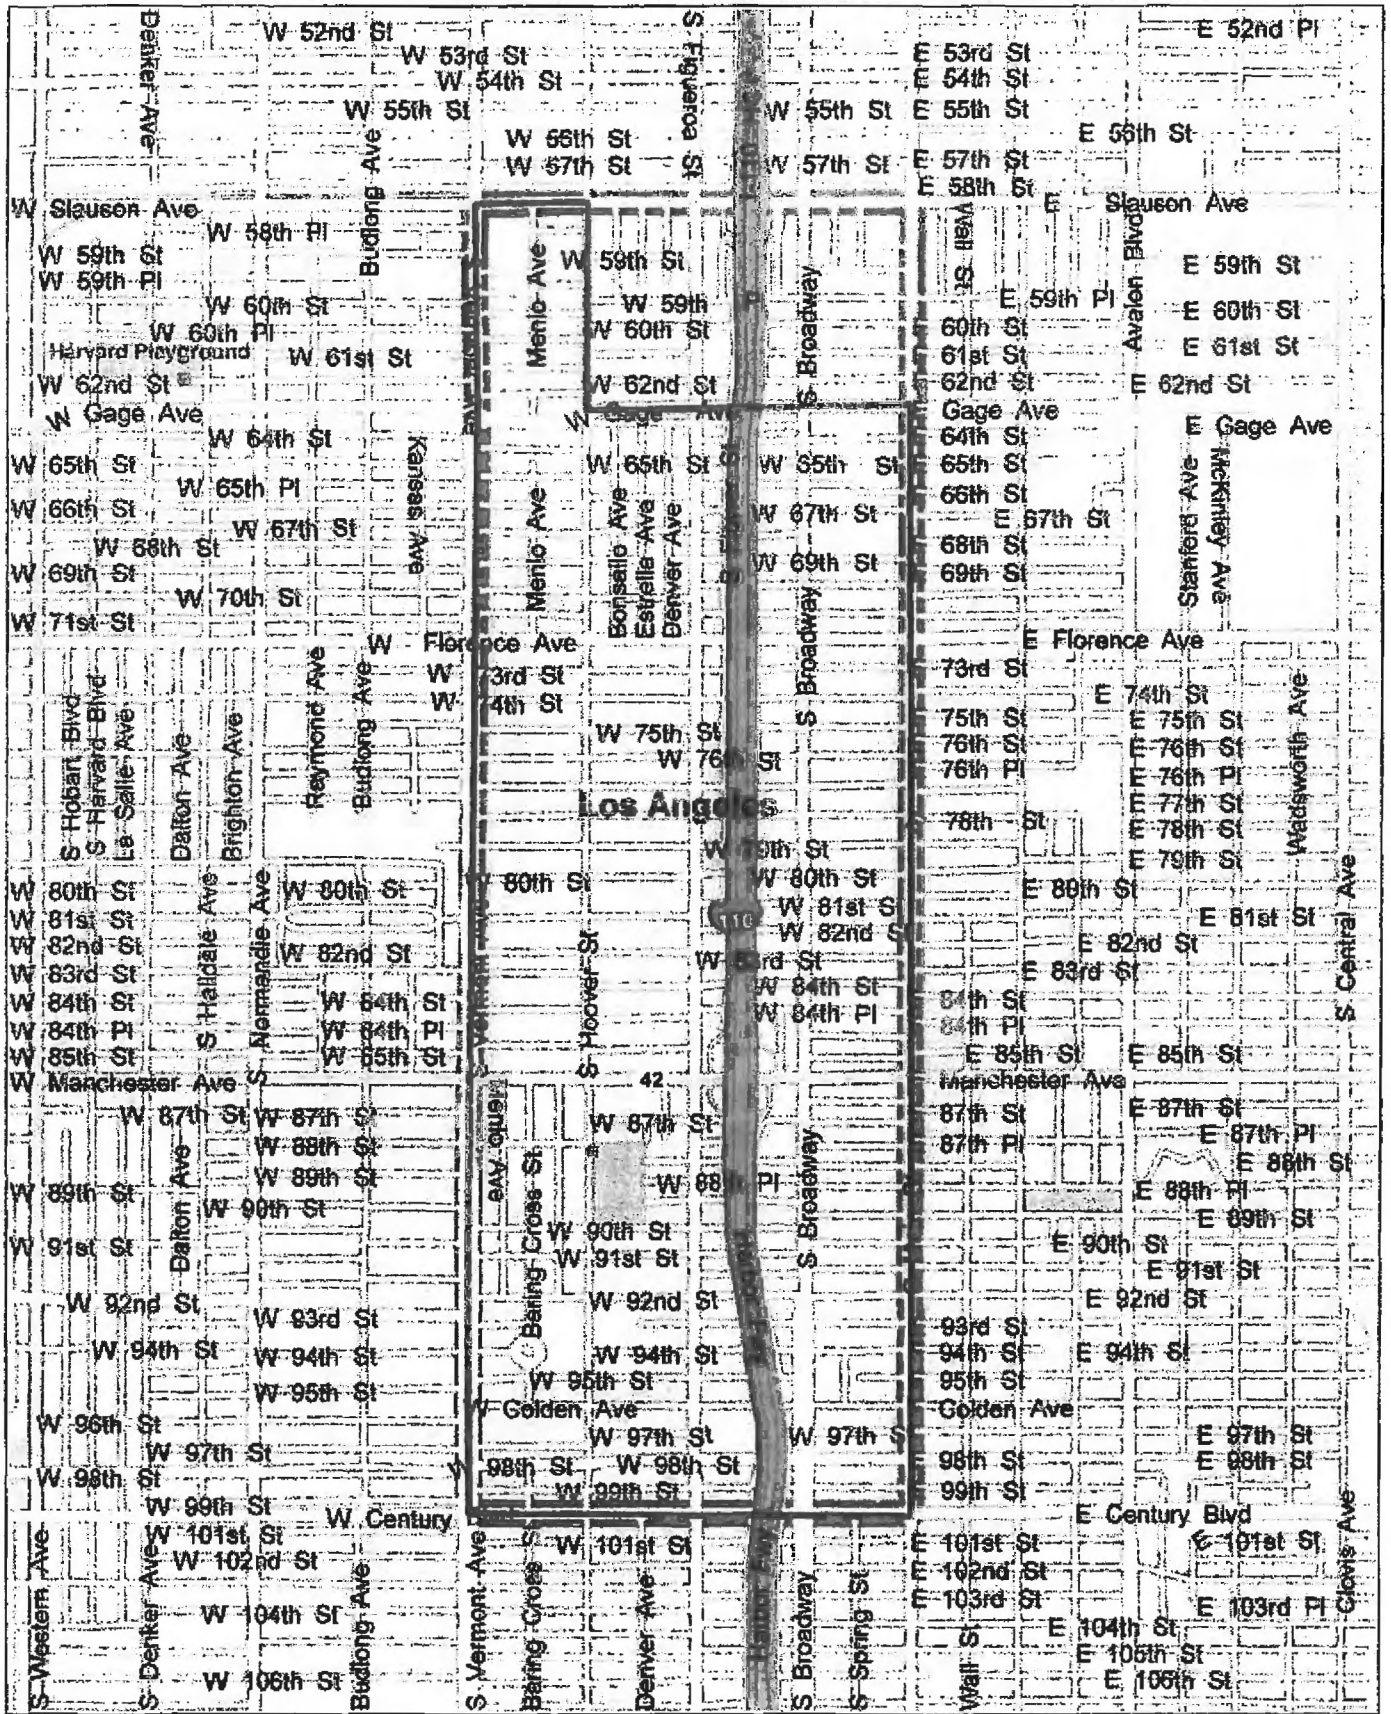 W 52nd St
E 52nd Pl
Denker Ave
S Figueroa St
W 53rd St
E 53rd St
W 54th St
E 54th St
W 55th St
W 55th St
E 55th St
W 56th St
E 56th St
W 57th St
W 57th St
E 57th St
E 58th St
Budlong Ave
W Slauson Ave
E Slauson Ave
W 58th Pl
Wall St
Avalon Blvd
W 59th St
W 59th St
E 59th St
W 59th Pl
Menlo Ave
S Broadway
W 59th Pl
E 59th Pl
W 60th St
W 60th St
60th St
E 60th St
W 60th Pl
Harvard Playground
W 61st St
61st St
E 61st St
W 62nd St
W 62nd St
62nd St
E 62nd St
W Gage Ave
W Gage Ave
Gage Ave
E Gage Ave
W 64th St
64th St
Kansas Ave
W 65th St
W 65th St
W 65th St
65th St
W 65th Pl
Stanford Ave
McKinley Ave
W 66th St
66th St
W 67th St
W 67th St
E 67th St
Menlo Ave
Bonsallo Ave
Estrella Ave
Denver Ave
W 68th St
68th St
W 69th St
W 69th St
69th St
W 70th St
W 71st St
W Florence Ave
E Florence Ave
S Broadway
W 73rd St
73rd St
W 74th St
E 74th St
S Hobart Blvd
S Harvard Blvd
La Salle Ave
Dalton Ave
Brighton Ave
Raymond Ave
Budlong Ave
W 75th St
75th St
E 75th St
W 76th St
76th St
E 76th St
76th Pl
E 76th Pl
Wadsworth Ave
E 77th St
Los Angeles
78th St
E 78th St
W 79th St
E 79th St
W 80th St
W 80th St
W 80th St
W 80th St
E 80th St
W 81st St
110
W 81st St
E 81st St
W 82nd St
W 82nd St
W 82nd St
E 82nd St
S Halldale Ave
S Normandie Ave
S Vermont Ave
S Hoover St
S Central Ave
W 83rd St
W 83rd St
E 83rd St
W 84th St
W 84th St
W 84th St
84th St
W 84th Pl
W 84th Pl
W 84th Pl
84th Pl
W 85th St
W 85th St
E 85th St
E 85th St
W Manchester Ave
42
Manchester Ave
W 87th St
W 87th St
W 87th St
87th St
E 87th St
W 88th St
87th Pl
E 87th Pl
Menlo Ave
Baring Cross St
S Broadway
Dalton Ave
E 88th St
W 89th St
W 89th St
W 88th Pl
E 88th Pl
W 90th St
E 89th St
W 91st St
W 90th St
E 90th St
W 91st St
E 91st St
W 92nd St
W 92nd St
E 92nd St
W 93rd St
93rd St
W 94th St
W 94th St
W 94th St
94th St
E 94th St
W 95th St
W 95th St
95th St
W Golden Ave
Golden Ave
W 96th St
W 97th St
W 97th St
W 97th St
E 97th St
W 98th St
W 98th St
W 98th St
98th St
E 98th St
W 99th St
W 99th St
99th St
W Century
E Century Blvd
W 101st St
W 101st St
E 101st St
E 101st St
W 102nd St
E 102nd St
E 103rd St
W 104th St
E 103rd Pl
E 104th St
E 105th St
W 106th St
E 106th St
S Western Ave
S Denker Ave
Budlong Ave
S Vermont Ave
Baring Cross St
Denver Ave
Harbor Fwy
S Broadway
S Spring St
Wall St
Clovis Ave